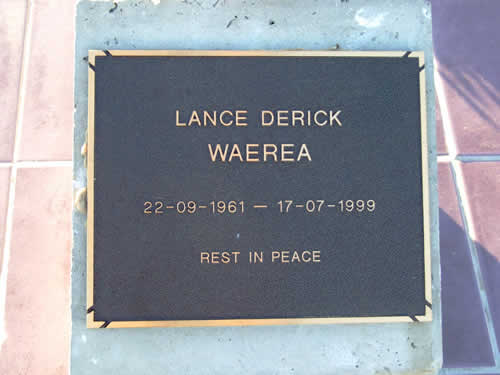 LANCE DERICK
WAEREA
22-09-1961 — 17-07-1999
REST IN PEACE